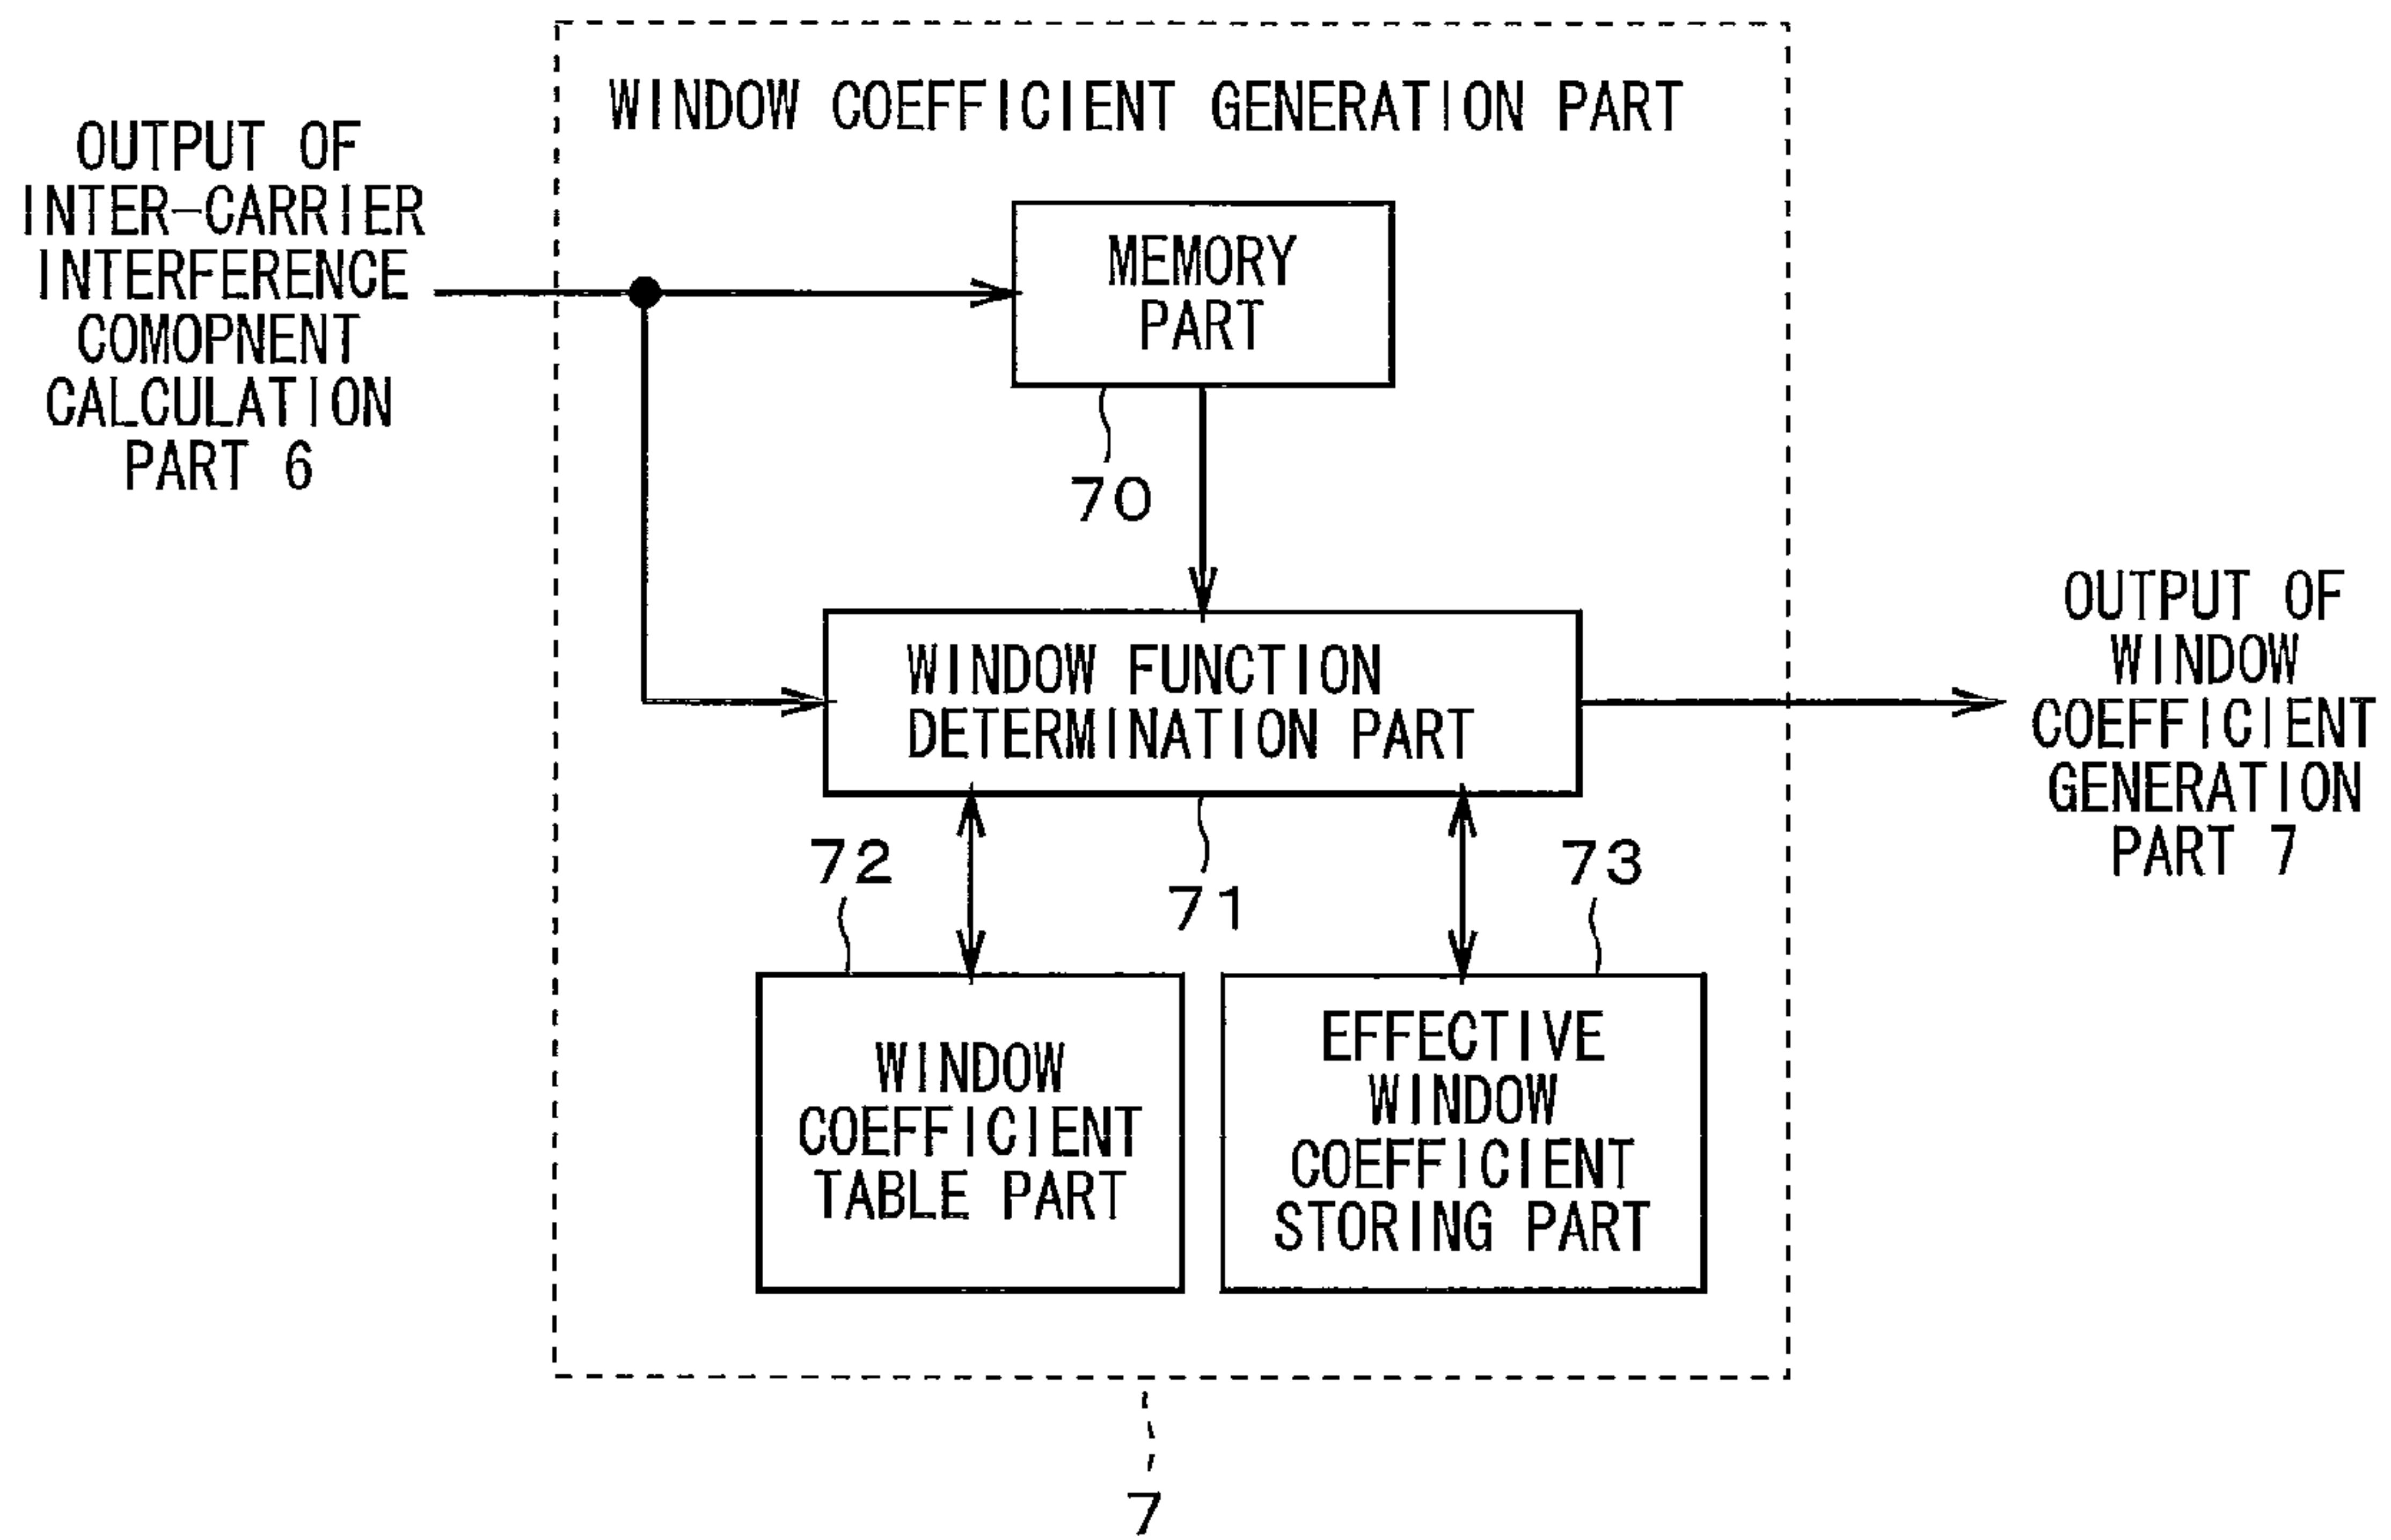 WINDOW COEFFICIENT GENERATION PART
OUTPUT OF
INTER-CARRIER
INTERFERENCE
COMOPNENT
CALCULATION
PART 6
MEMORY
PART
70
WINDOW FUNCTION
DETERMINATION PART
OUTPUT OF
WINDOW
COEFFICIENT
GENERATION
PART 7
72
71
73
WINDOW
COEFFICIENT
TABLE PART
EFFECTIVE
WINDOW
COEFFICIENT
STORING PART
7